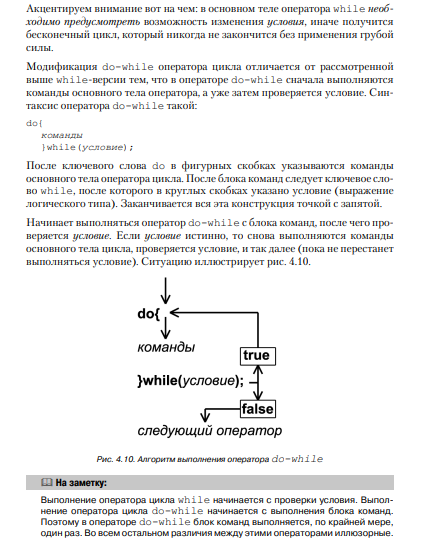 Акцентируем внимание вот на чем: в основном теле оператора while необ-
ходимо предусмотреть возможность изменения условия, иначе получится
бесконечный цикл, который никогда не закончится без применения грубой
силы.
Модификация do-while оператора цикла отличается от рассмотренной
выше while-версии тем, что в операторе do-while сначала выполняются
команды основного тела оператора, а уже затем проверяется условие. Син-
таксис оператора do-while такой:
do{
команды
}while(условие);
После ключевого слова do в фигурных скобках указываются команды
основного тела оператора цикла. После блока команд следует ключевое сло-
во while, после которого в круглых скобках указано условие (выражение
логического типа). Заканчивается вся эта конструкция точкой с запятой.
Начинает выполняться оператор do-while с блока команд, после чего про-
веряется условие. Если условие истинно, то снова выполняются команды
основного тела цикла, проверяется условие, и так далее (пока не перестанет
выполняться условие). Ситуацию иллюстрирует рис. 4.10.
do{
команды
true
}while(условие);
false
следующий оператор
Рис. 4.10. Алгоритм выполнения оператора do-while
На заметку:
Выполнение оператора цикла while начинается с проверки условия. Выпол-
нение оператора цикла do-while начинается с выполнения блока команд.
Поэтому в операторе do-while блок команд выполняется, по крайней мере,
один раз. Во всем остальном различия между этими операторами иллюзорные.